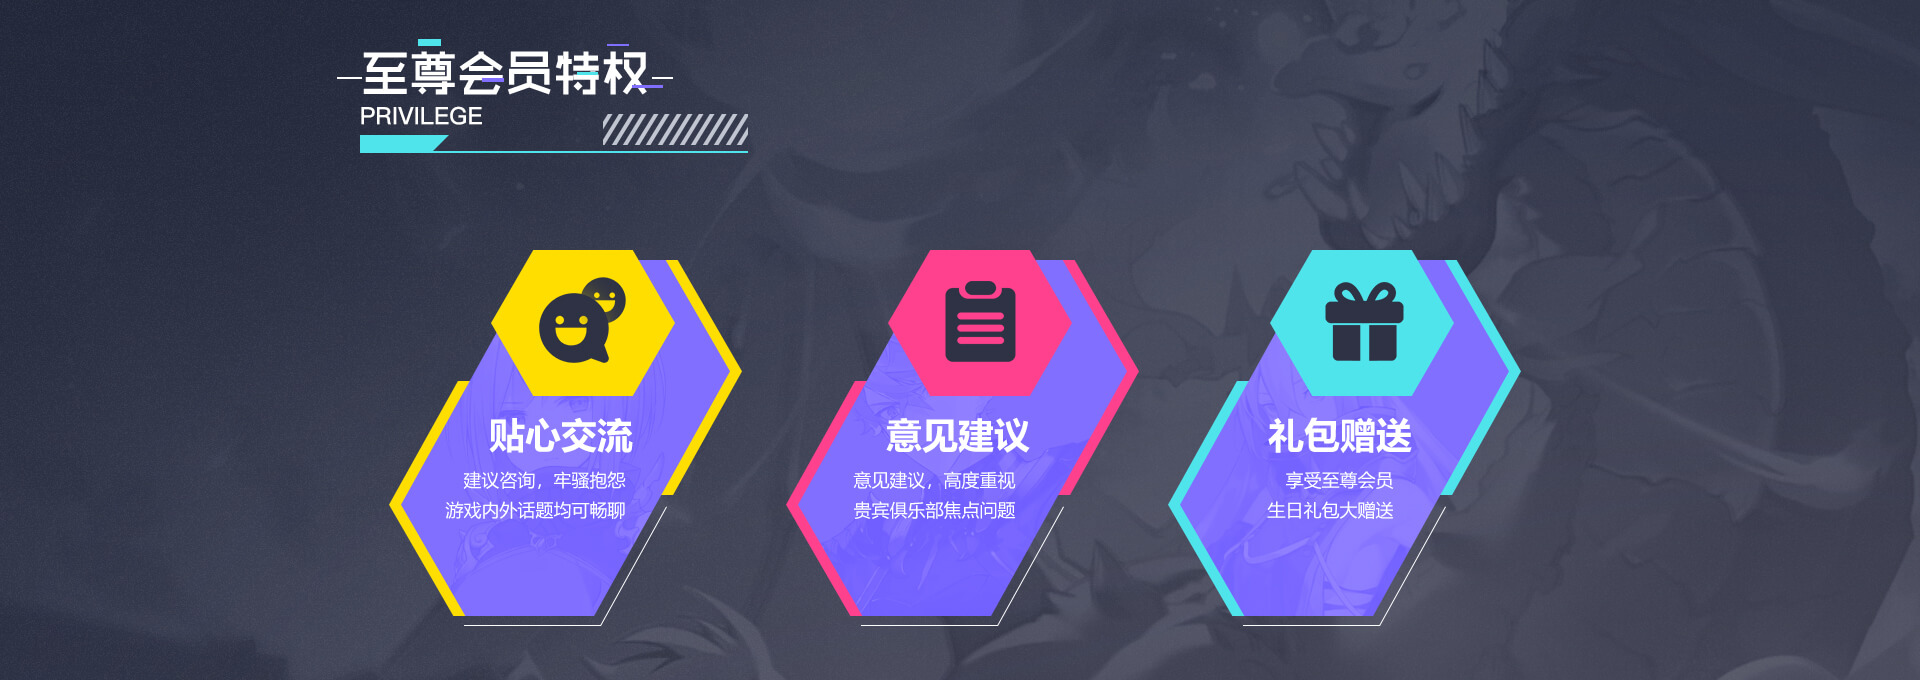 至尊会员特权
PRIVILEGE
贴心交流
建议咨询，牢骚抱怨
游戏内外话题均可畅聊
意见建议
意见建议，高度重视
贵宾俱乐部焦点问题
礼包赠送
享受至尊会员
生日礼包大赠送